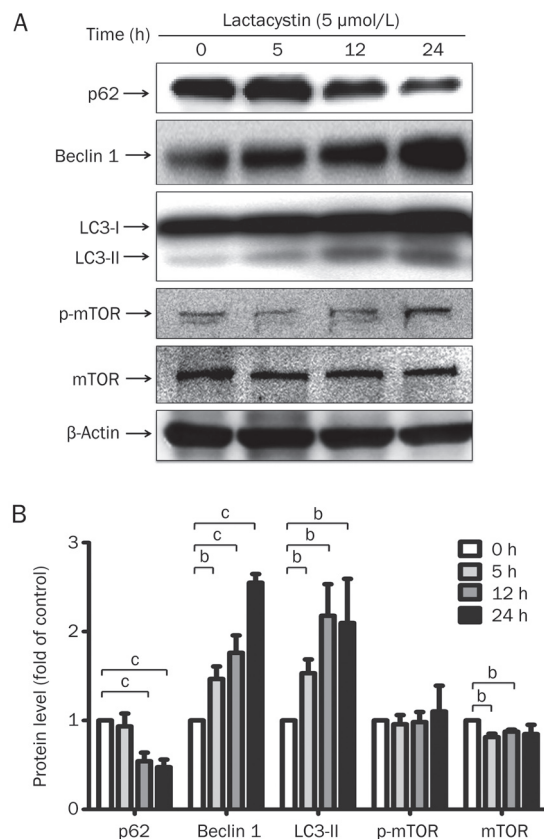 A
Lactacystin (5 μmol/L)
Time (h)
0 5 12 24
p62
Beclin 1
LC3-I
LC3-II
p-mTOR
mTOR
β-Actin
B
Protein level (fold of control)
3
2
1
0
c
c
c
c
b
b
b
b
b
b
0 h
5 h
12 h
24 h
p62 Beclin 1 LC3-II p-mTOR mTOR